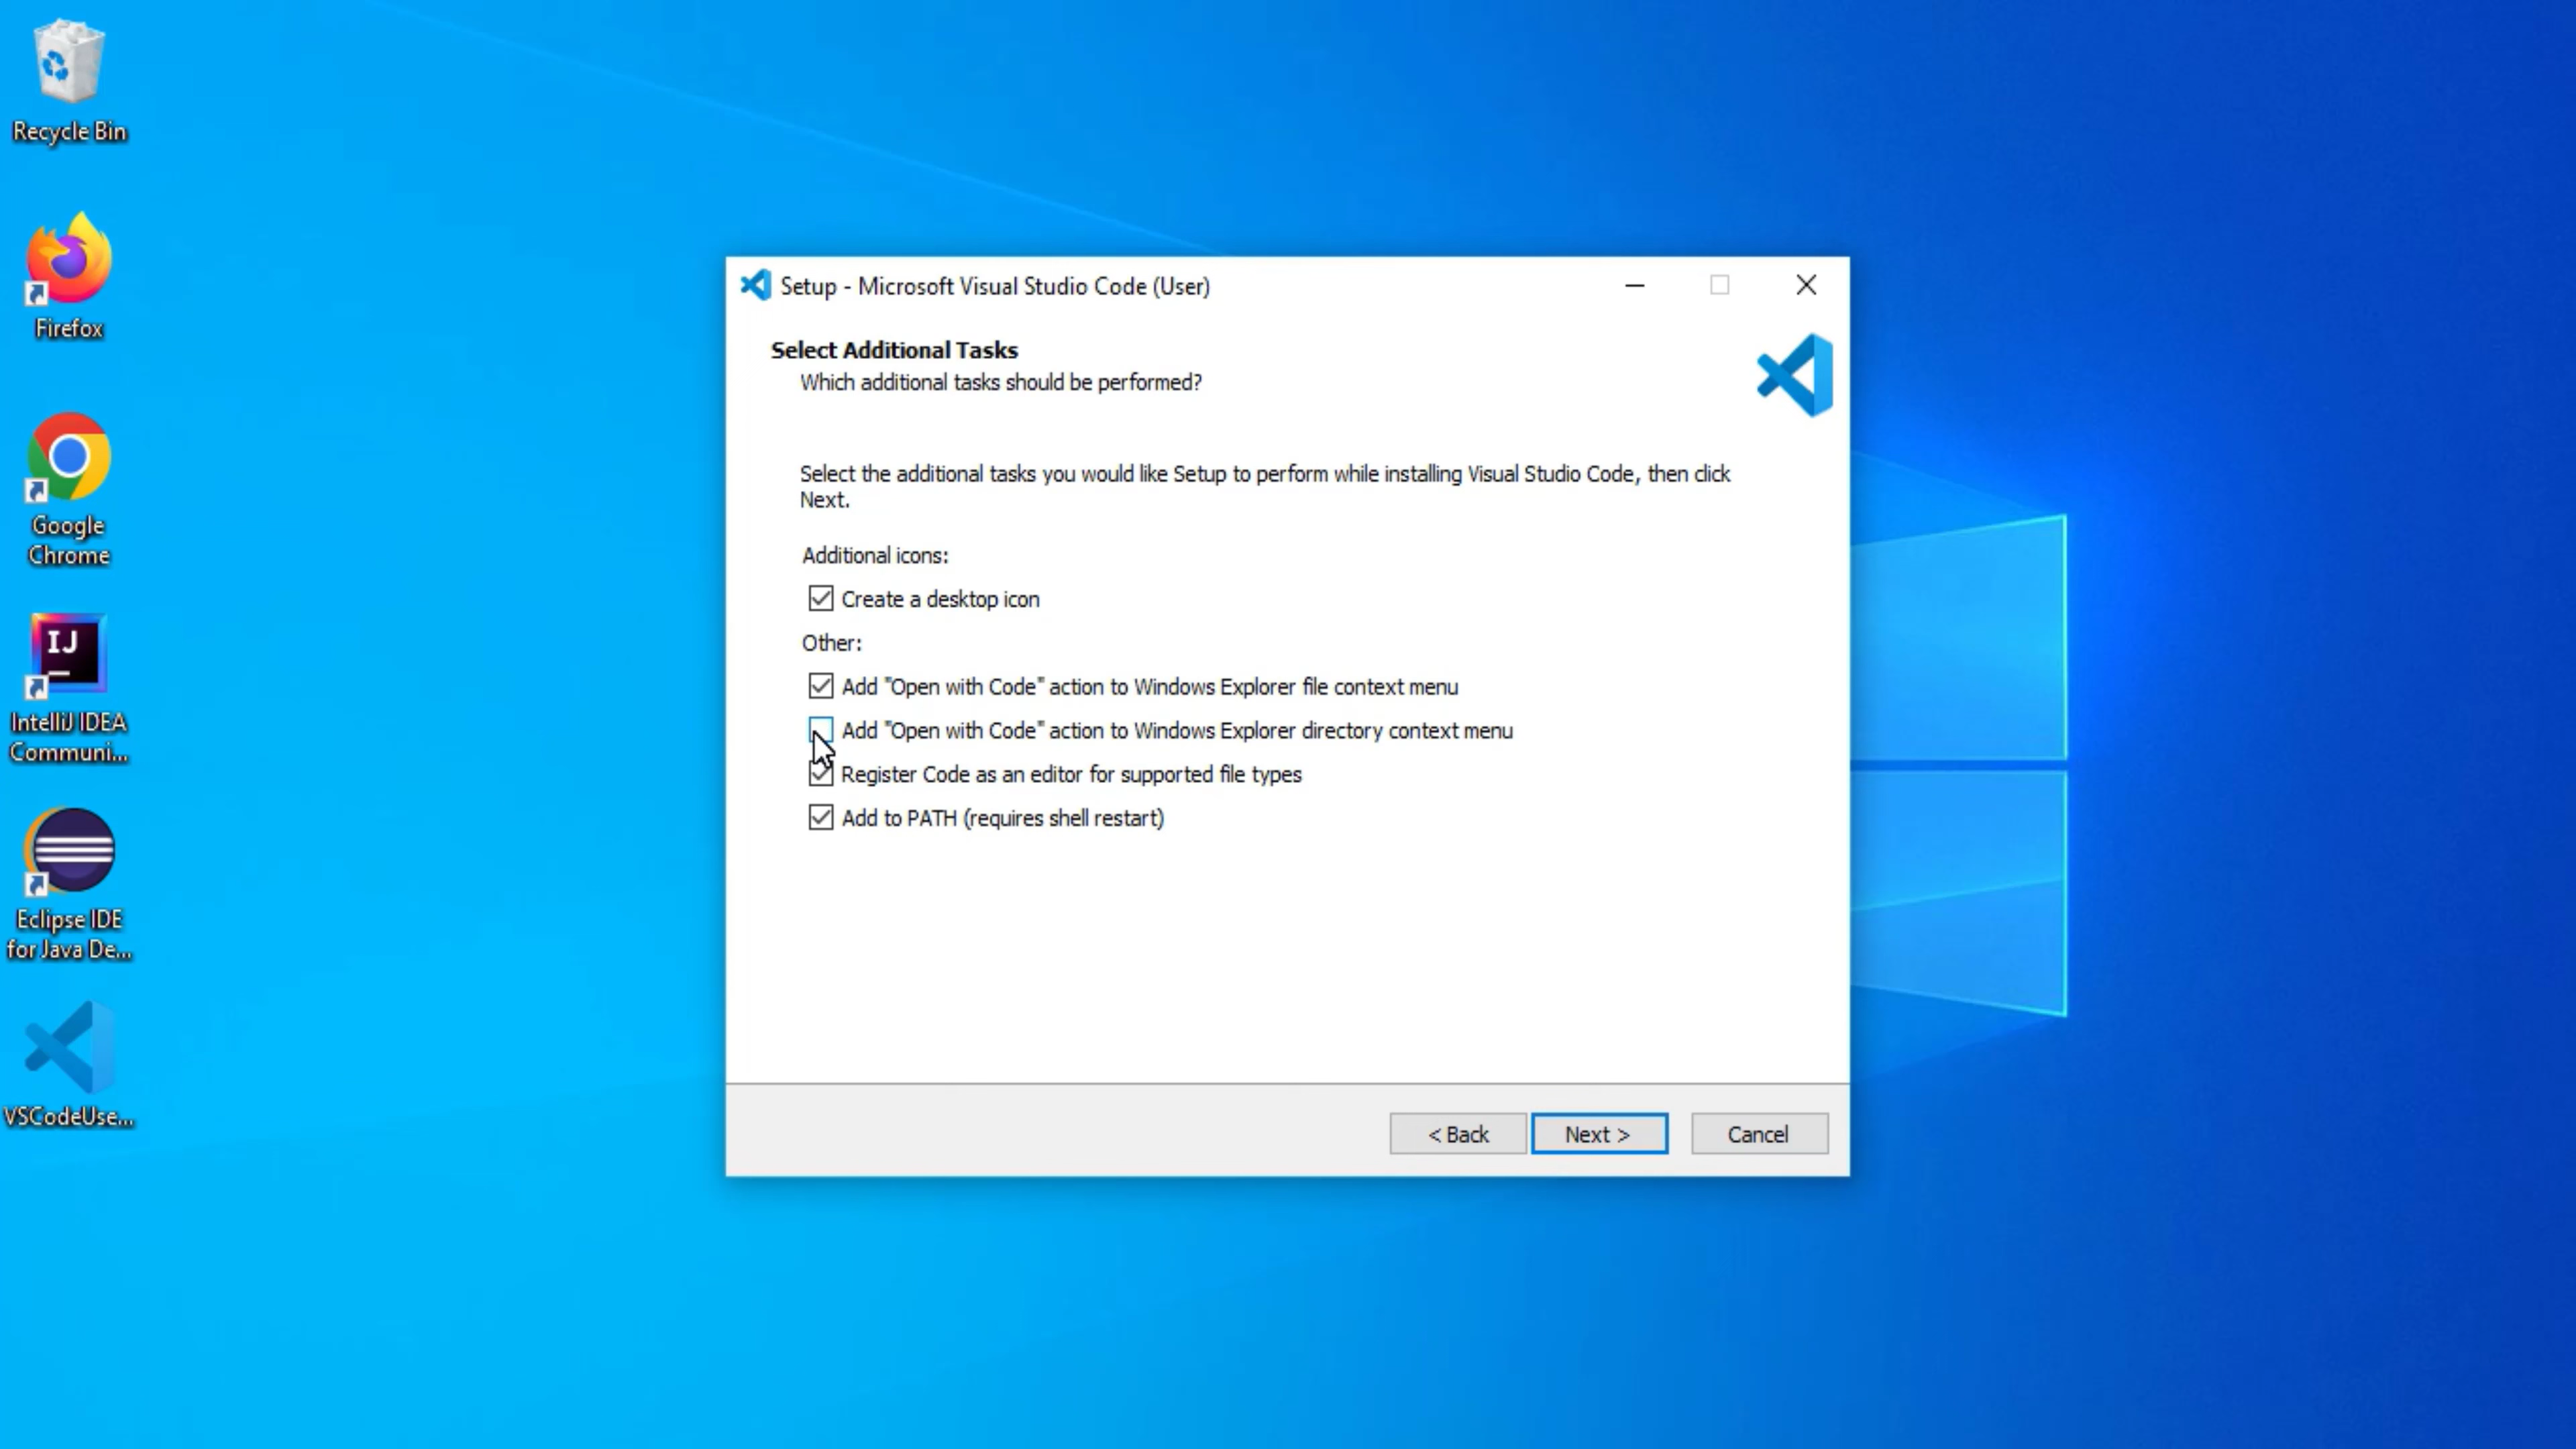 Recycle Bin
Firefox
Google
Chrome
IJ
IntelliJ IDEA
Communi...
Eclipse IDE
for Java De...
VSCodeUse...
Setup - Microsoft Visual Studio Code (User)
Select Additional Tasks
Which additional tasks should be performed?
Select the additional tasks you would like Setup to perform while installing Visual Studio Code, then click
Next.
Additional icons:
Create a desktop icon
Other:
Add "Open with Code" action to Windows Explorer file context menu
Add "Open with Code" action to Windows Explorer directory context menu
Register Code as an editor for supported file types
Add to PATH (requires shell restart)
< Back
Next >
Cancel